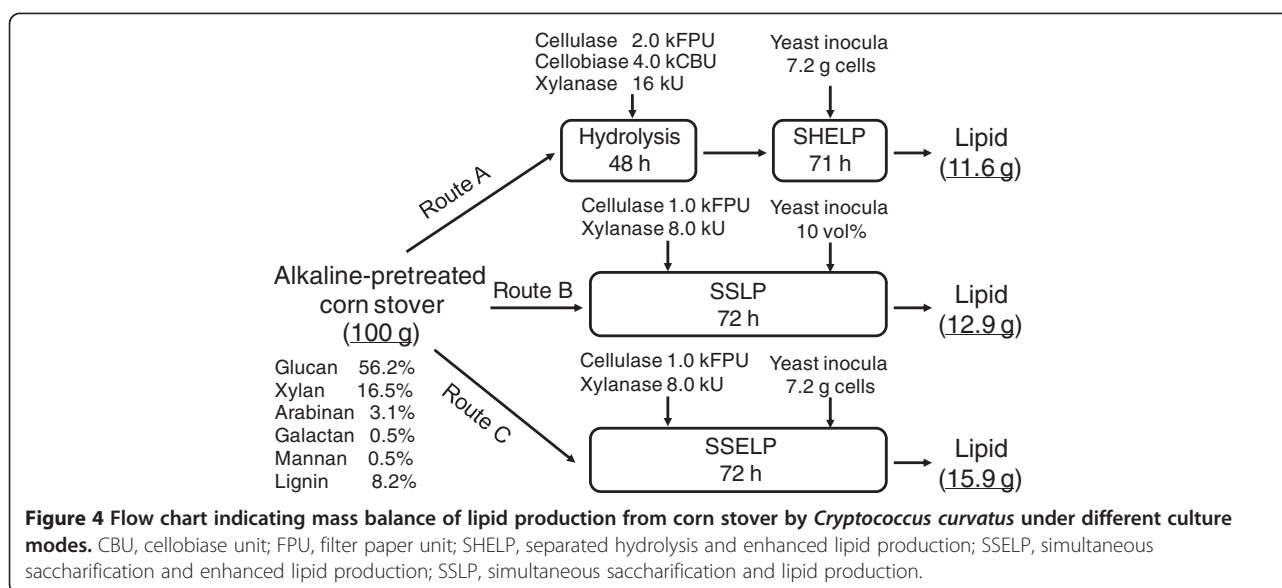 Cellulase 2.0 kFPU
Cellobiase 4.0 kCBU
Xylanase 16 kU
Yeast inocula
7.2 g cells
Hydrolysis
48 h
SHELP
71 h
Lipid
(11.6 g)
Route A
Cellulase 1.0 kFPU
Xylanase 8.0 kU
Yeast inocula
10 vol%
Alkaline-pretreated
corn stover
(100 g)
Route B
SSLP
72 h
Lipid
(12.9 g)
Glucan 56.2%
Xylan 16.5%
Arabinan 3.1%
Galactan 0.5%
Mannan 0.5%
Lignin 8.2%
Route C
Cellulase 1.0 kFPU
Xylanase 8.0 kU
Yeast inocula
7.2 g cells
SSELP
72 h
Lipid
(15.9 g)
Figure 4 Flow chart indicating mass balance of lipid production from corn stover by Cryptococcus curvatus under different culture
modes. CBU, cellobiase unit; FPU, filter paper unit; SHELP, separated hydrolysis and enhanced lipid production; SSELP, simultaneous
saccharification and enhanced lipid production; SSLP, simultaneous saccharification and lipid production.